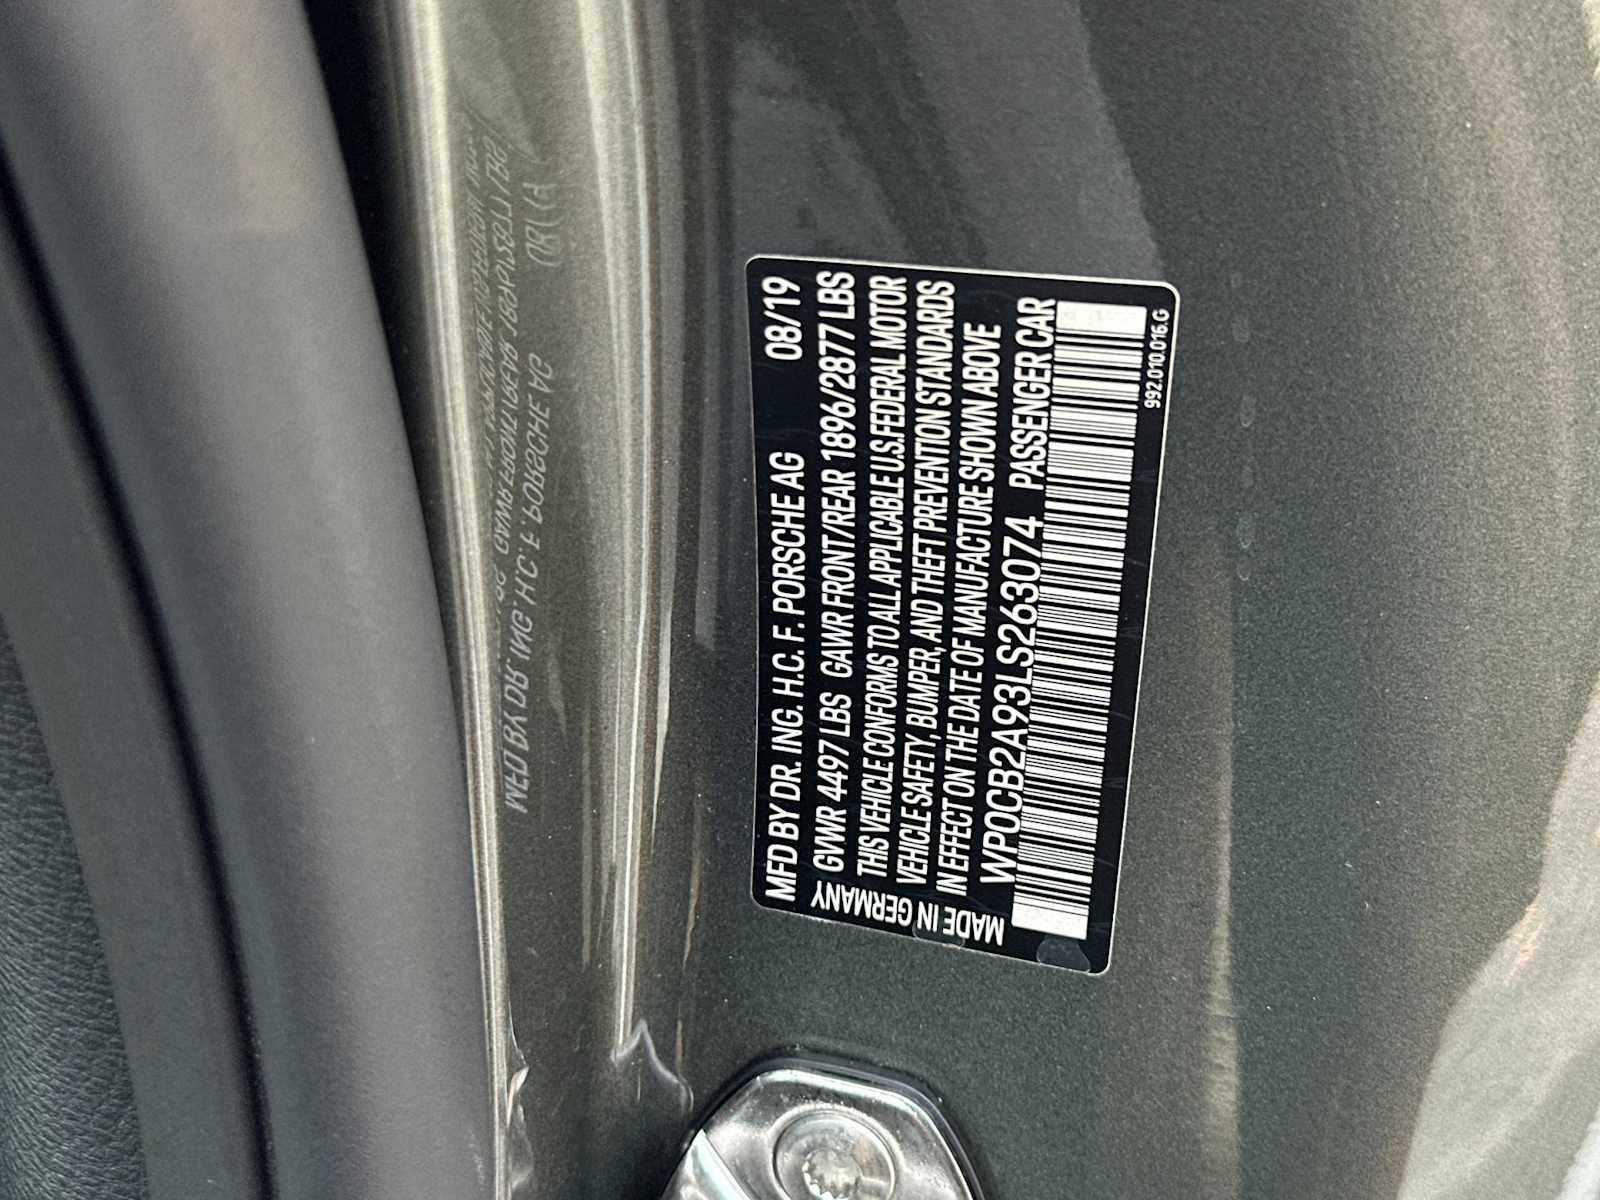 MFD BY DR. ING. H.C. F. PORSCHE AG 08/19
GVWR 4497 LBS GAWR FRONT/REAR 1896/2877 LBS
THIS VEHICLE CONFORMS TO ALL APPLICABLE U.S. FEDERAL MOTOR
VEHICLE SAFETY, BUMPER, AND THEFT PREVENTION STANDARDS
IN EFFECT ON THE DATE OF MANUFACTURE SHOWN ABOVE
WP0CB2A93LS263074 PASSENGER CAR
992.010.016.G
MADE IN GERMANY